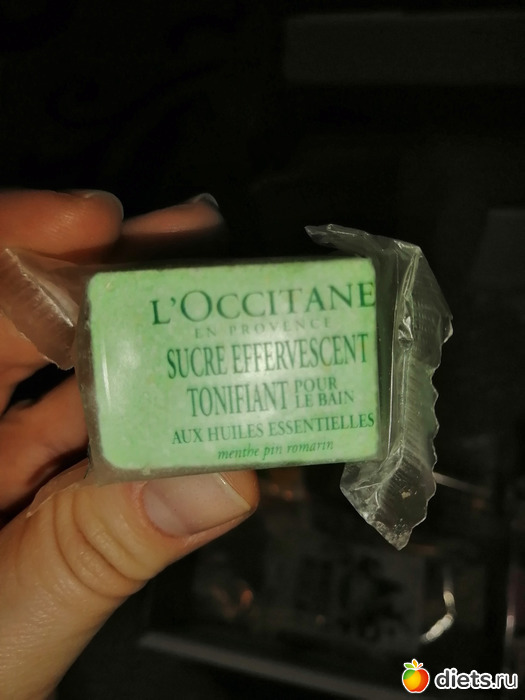 L'OCCITANE
EN PROVENCE
SUCRE EFFERVESCENT
TONIFIANT POUR LE BAIN
AUX HUILES ESSENTIELLES
menthe pin romarin
diets.ru